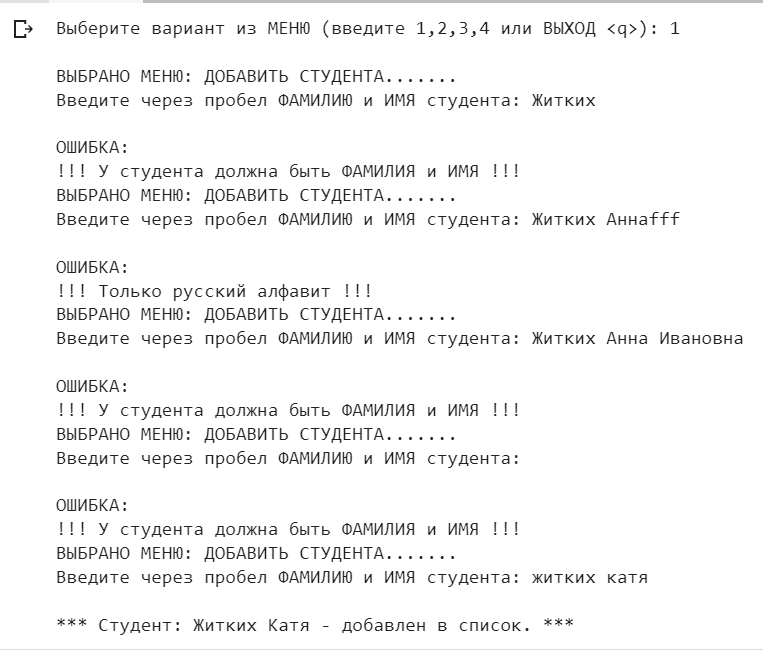 Выберите вариант из МЕНЮ (введите 1,2,3,4 или ВЫХОД <q>): 1
ВЫБРАНО МЕНЮ: ДОБАВИТЬ СТУДЕНТА.......
Введите через пробел ФАМИЛИЮ и ИМЯ студента: Житких
ОШИБКА:
!!! У студента должна быть ФАМИЛИЯ и ИМЯ !!!
ВЫБРАНО МЕНЮ: ДОБАВИТЬ СТУДЕНТА.......
Введите через пробел ФАМИЛИЮ и ИМЯ студента: Житких Аннаfff
ОШИБКА:
!!! Только русский алфавит !!!
ВЫБРАНО МЕНЮ: ДОБАВИТЬ СТУДЕНТА.......
Введите через пробел ФАМИЛИЮ и ИМЯ студента: Житких Анна Ивановна
ОШИБКА:
!!! У студента должна быть ФАМИЛИЯ и ИМЯ !!!
ВЫБРАНО МЕНЮ: ДОБАВИТЬ СТУДЕНТА.......
Введите через пробел ФАМИЛИЮ и ИМЯ студента:
ОШИБКА:
!!! У студента должна быть ФАМИЛИЯ и ИМЯ !!!
ВЫБРАНО МЕНЮ: ДОБАВИТЬ СТУДЕНТА.......
Введите через пробел ФАМИЛИЮ и ИМЯ студента: житких катя
*** Студент: Житких Катя - добавлен в список. ***